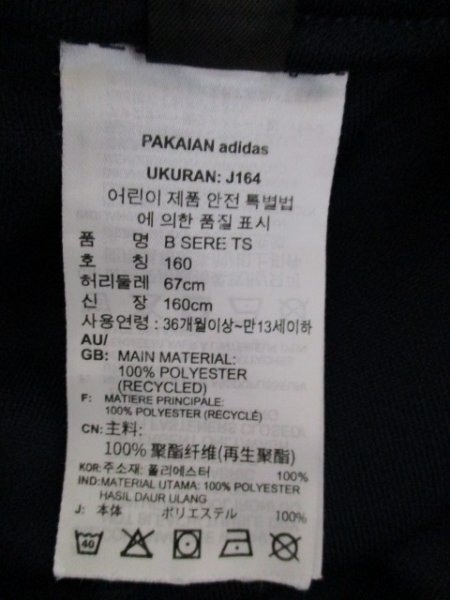 PAKAIAN adidas
UKURAN: J164
어린이 제품 안전 특별법
에 의한 품질 표시
품 명 B SERE TS
호 칭 160
허리둘레 67cm
신 장 160cm
사용연령 : 36개월이상~만13세이하
AU/
GB: MAIN MATERIAL:
100% POLYESTER
(RECYCLED)
F: MATIERE PRINCIPALE:
100% POLYESTER (RECYCLÉ)
CN: 主料:
100% 聚酯纤维(再生聚酯)
KOR: 주소재: 폴리에스터 100%
IND: MATERIAL UTAMA: 100% POLYESTER
HASIL DAUR ULANG
J: 本体 ポリエステル 100%
40